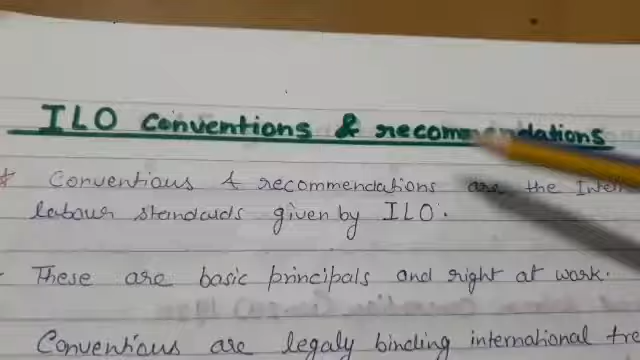 ILO Conventions & recommendations
Conventions & recommendations are the
labour standards given by ILO.
These are basic principals and right at work.
Conventions are legaly binding international